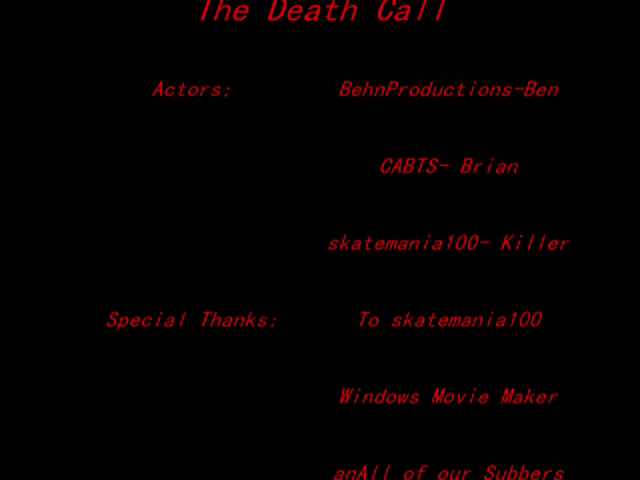 The Death Call
Actors: BehnProductions-Ben
CABTS- Brian
skatemania100- Killer
Special Thanks: To skatemania100
Windows Movie Maker
anAll of our Subbers